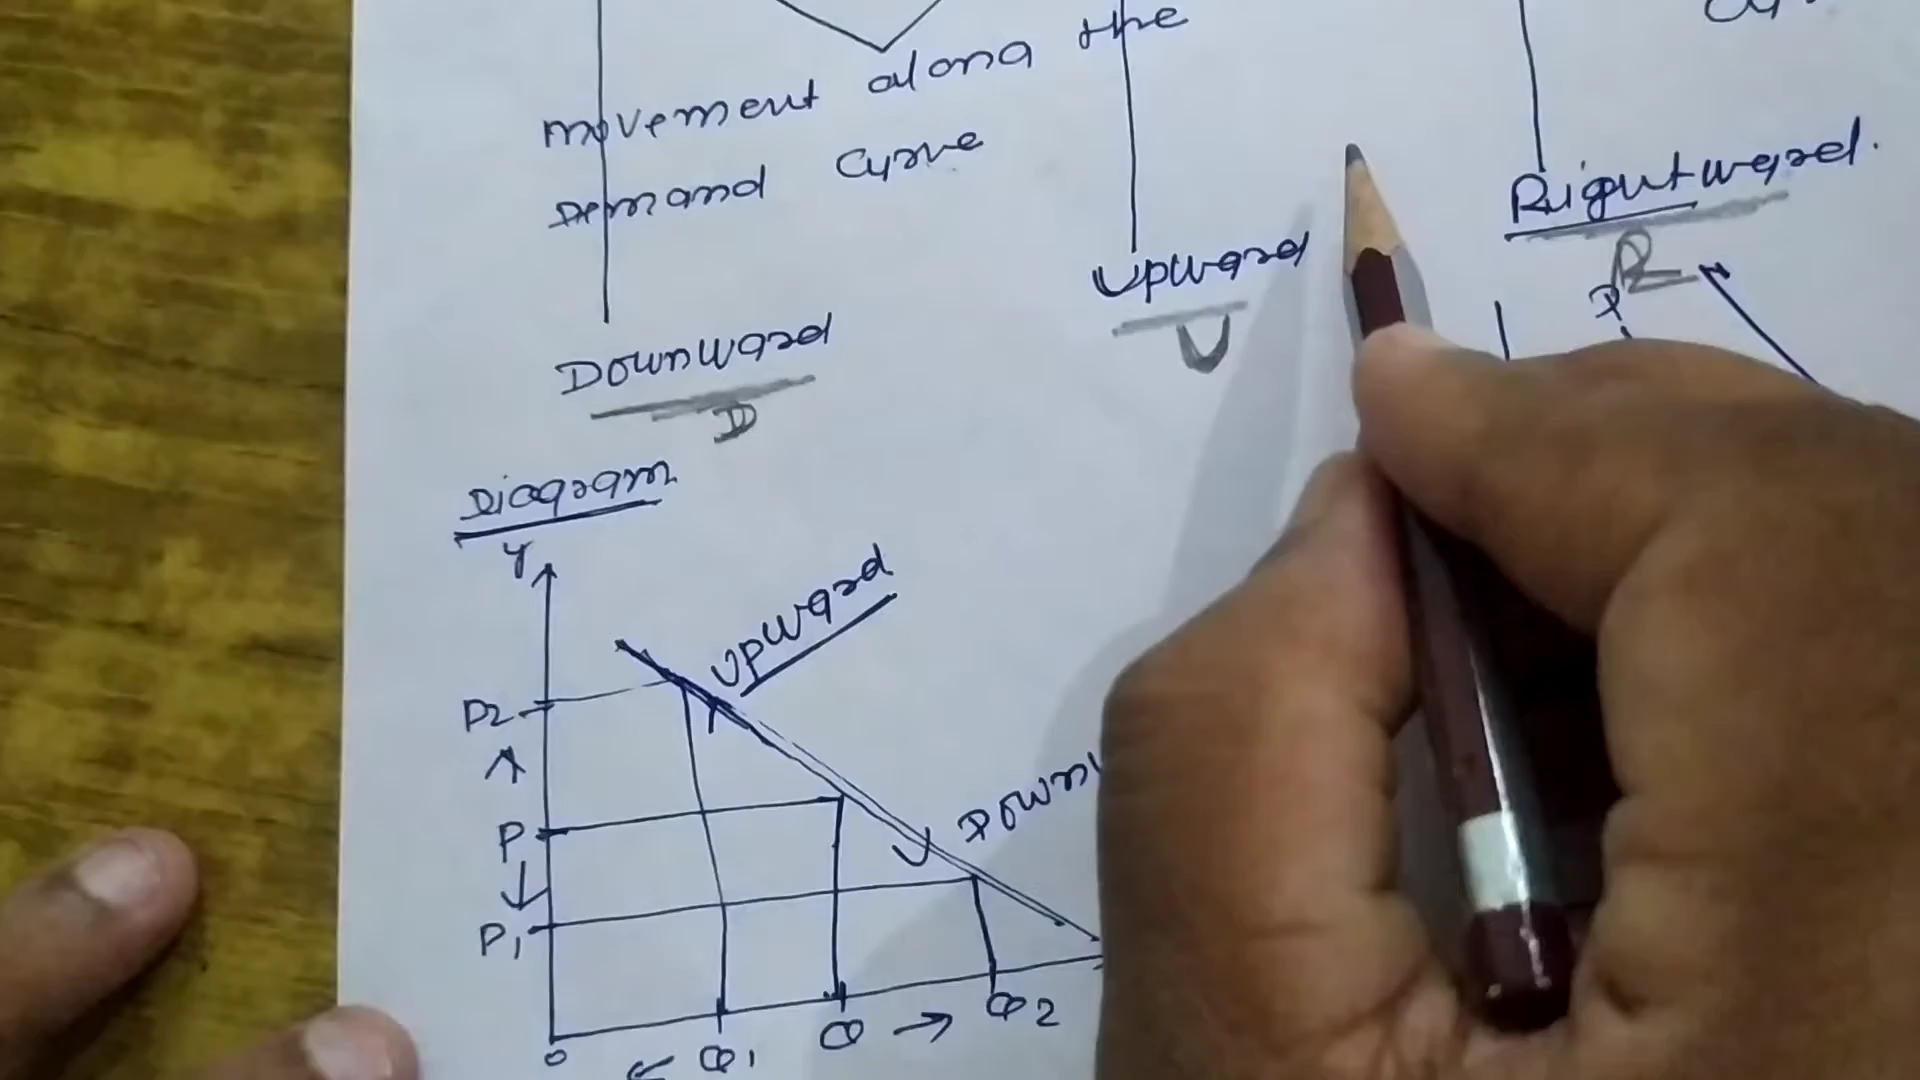 movement along the
Demand Curve
Downward
D
Upward
U
Rightward.
R
P
Diagram
y
Upward
P2
P
P1
0
Q1
Q
Q2